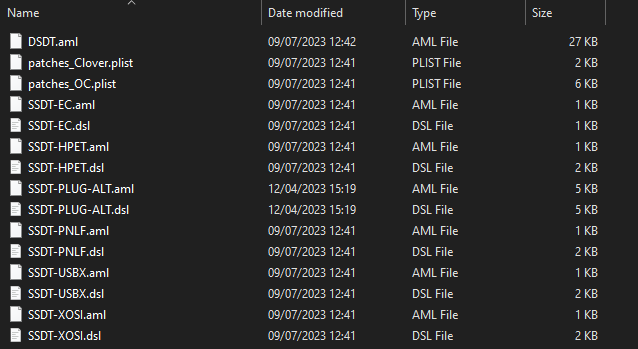 Name Date modified Type Size
DSDT.aml 09/07/2023 12:42 AML File 27 KB
patches_Clover.plist 09/07/2023 12:41 PLIST File 2 KB
patches_OC.plist 09/07/2023 12:41 PLIST File 6 KB
SSDT-EC.aml 09/07/2023 12:41 AML File 1 KB
SSDT-EC.dsl 09/07/2023 12:41 DSL File 1 KB
SSDT-HPET.aml 09/07/2023 12:41 AML File 1 KB
SSDT-HPET.dsl 09/07/2023 12:41 DSL File 2 KB
SSDT-PLUG-ALT.aml 12/04/2023 15:19 AML File 5 KB
SSDT-PLUG-ALT.dsl 12/04/2023 15:19 DSL File 5 KB
SSDT-PNLF.aml 09/07/2023 12:41 AML File 1 KB
SSDT-PNLF.dsl 09/07/2023 12:41 DSL File 2 KB
SSDT-USBX.aml 09/07/2023 12:41 AML File 1 KB
SSDT-USBX.dsl 09/07/2023 12:41 DSL File 2 KB
SSDT-XOSI.aml 09/07/2023 12:41 AML File 1 KB
SSDT-XOSI.dsl 09/07/2023 12:41 DSL File 2 KB